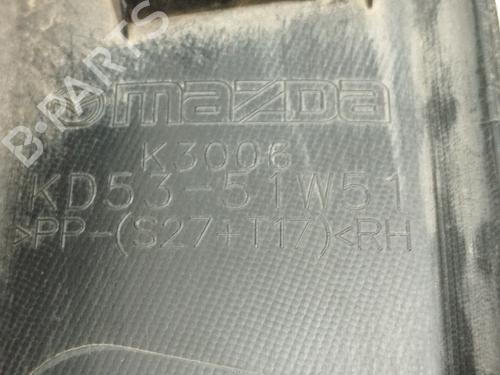 mazda
K3006
KD53-51W51
>PP-(S27+T17)<RH
B-PARTS